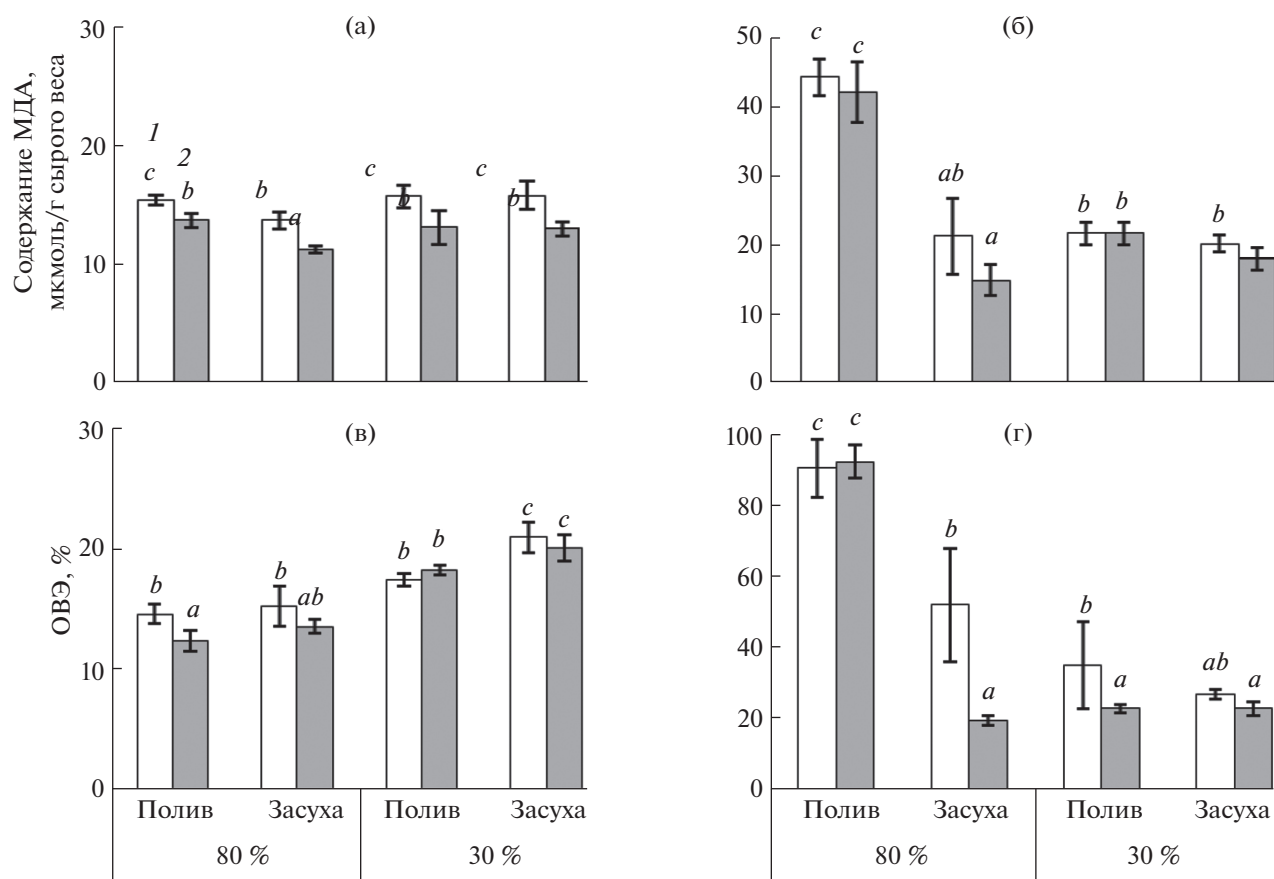 (а)
Содержание МДА,
мкмоль/г сырого веса
30
20
10
0
1
2
c
b
b
a
c
b
c
b
(б)
50
40
30
20
10
0
c
c
ab
a
b
b
b
(в)
ОВЭ, %
30
20
10
0
b
a
b
ab
b
b
c
c
Полив
Засуха
Полив
Засуха
80 %
30 %
(г)
100
80
60
40
20
0
c
c
b
a
b
a
ab
a
Полив
Засуха
Полив
Засуха
80 %
30 %